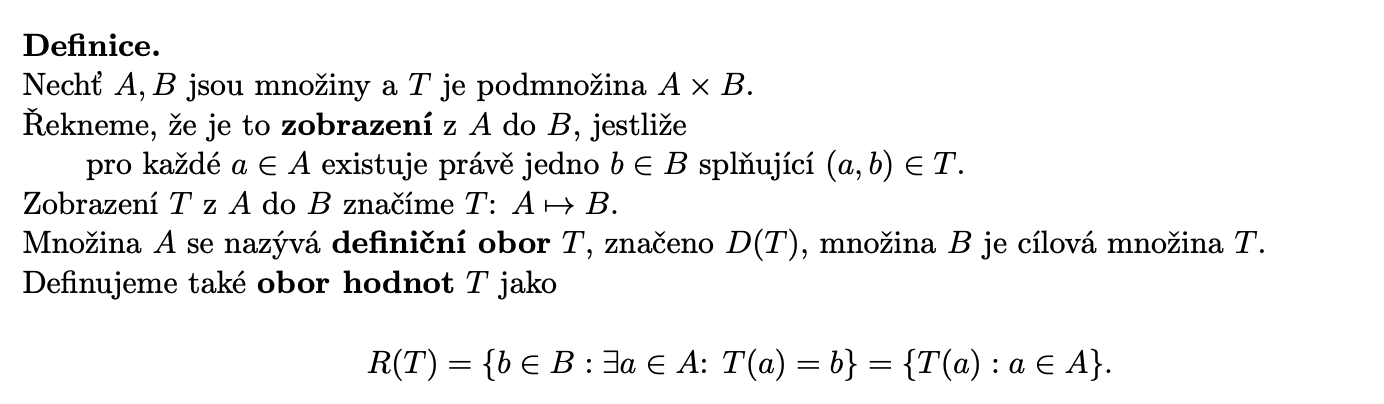 Definice.
Nechť A, B jsou množiny a T je podmnožina A × B.
Řekneme, že je to zobrazení z A do B, jestliže
pro každé a ∈ A existuje právě jedno b ∈ B splňující (a, b) ∈ T.
Zobrazení T z A do B značíme T: A ↦ B.
Množina A se nazývá definiční obor T, značeno D(T), množina B je cílová množina T.
Definujeme také obor hodnot T jako
R(T) = {b ∈ B : ∃a ∈ A: T(a) = b} = {T(a) : a ∈ A}.